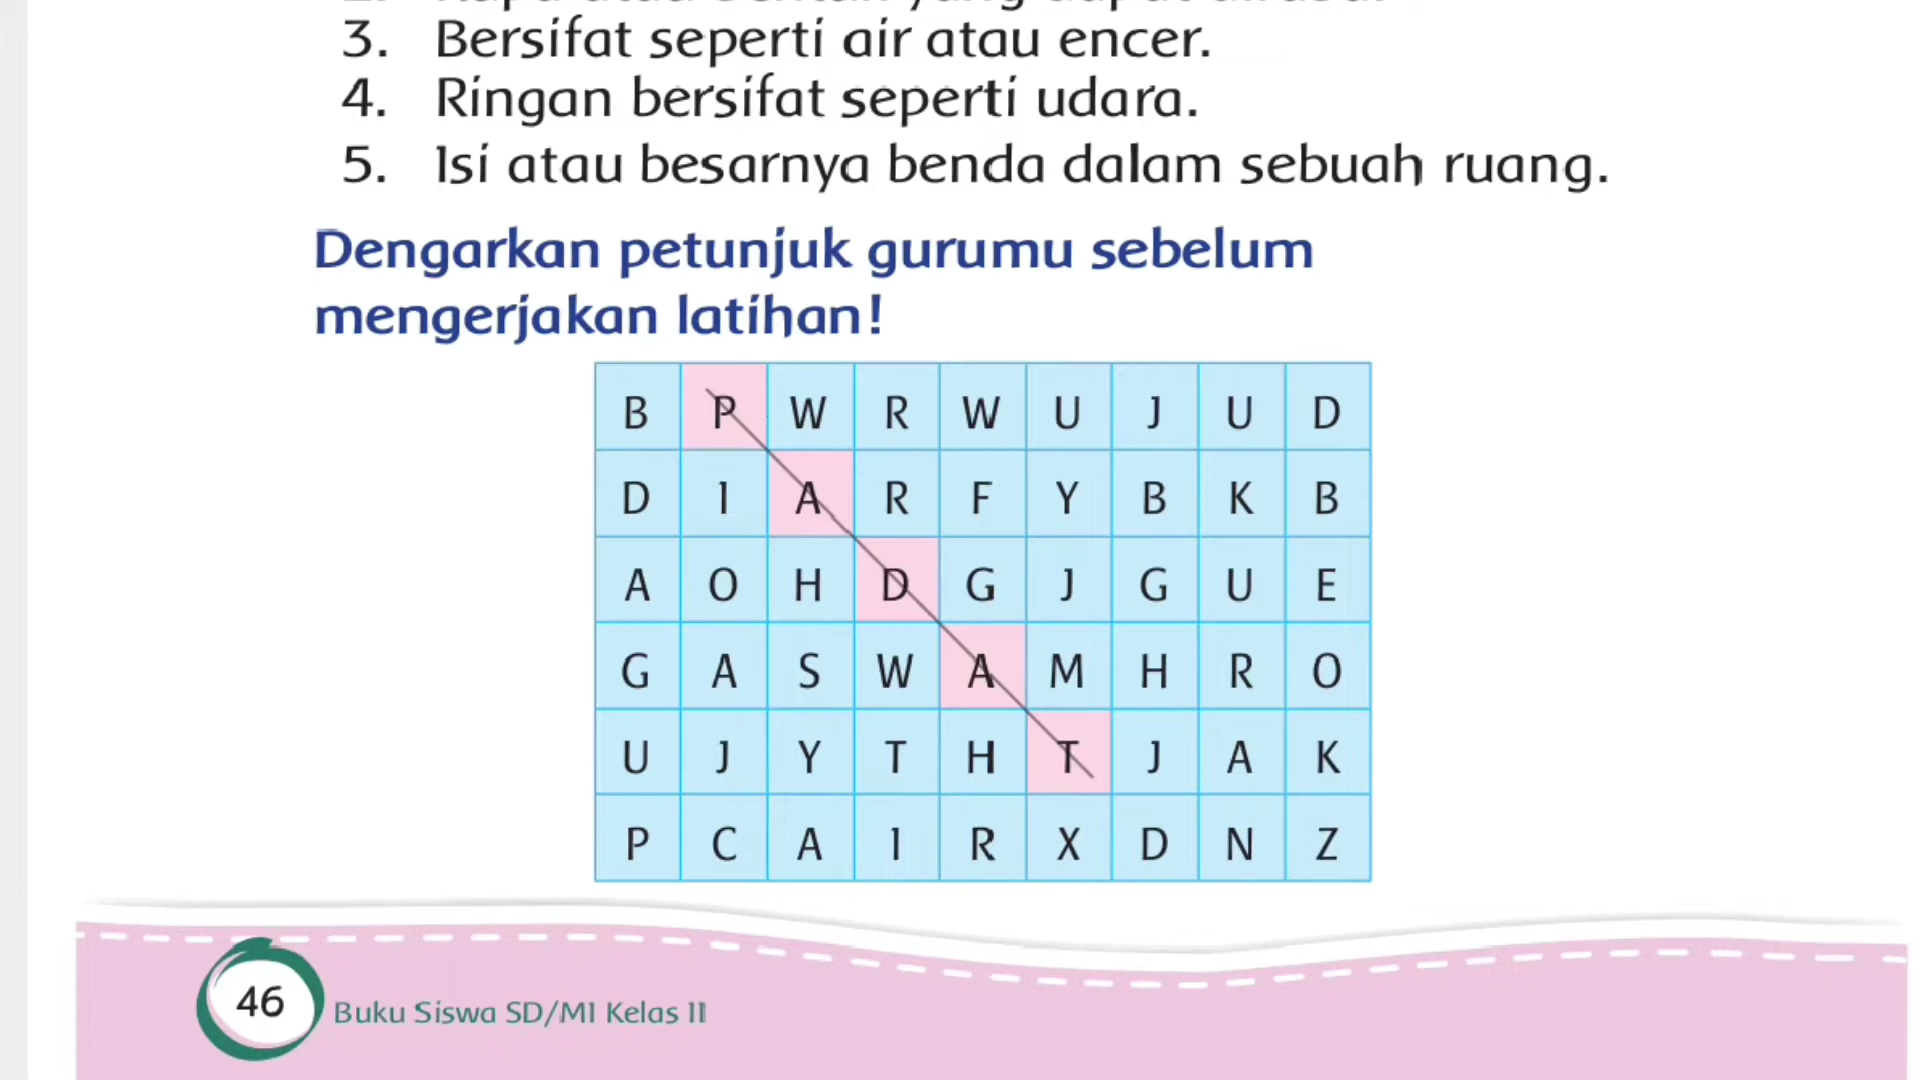 3. Bersifat seperti air atau encer.
4. Ringan bersifat seperti udara.
5. Isi atau besarnya benda dalam sebuah ruang.
Dengarkan petunjuk gurumu sebelum
mengerjakan latihan!
B P W R W U J U D
D I A R F Y B K B
A O H D G J G U E
G A S W A M H R O
U J Y T H T J A K
P C A I R X D N Z
46 Buku Siswa SD/MI Kelas II